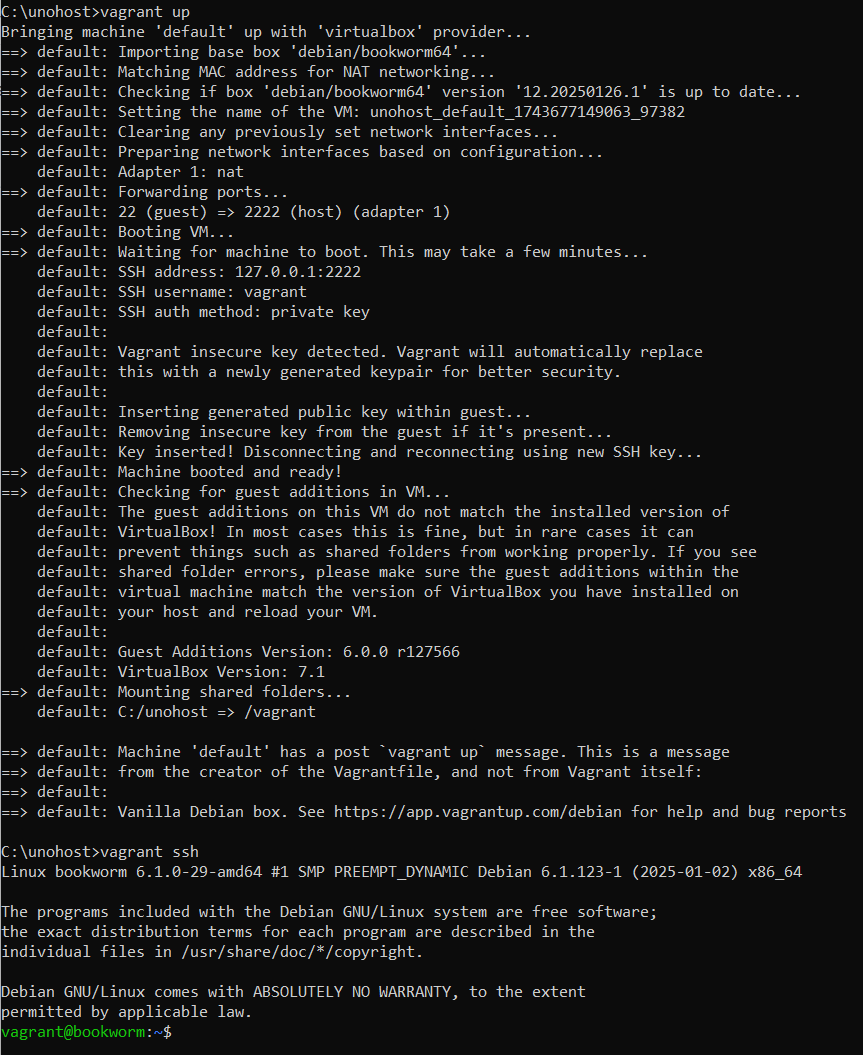 C:\unohost>vagrant up
Bringing machine 'default' up with 'virtualbox' provider...
==> default: Importing base box 'debian/bookworm64'...
==> default: Matching MAC address for NAT networking...
==> default: Checking if box 'debian/bookworm64' version '12.20250126.1' is up to date...
==> default: Setting the name of the VM: unohost_default_1743677149063_97382
==> default: Clearing any previously set network interfaces...
==> default: Preparing network interfaces based on configuration...
    default: Adapter 1: nat
==> default: Forwarding ports...
    default: 22 (guest) => 2222 (host) (adapter 1)
==> default: Booting VM...
==> default: Waiting for machine to boot. This may take a few minutes...
    default: SSH address: 127.0.0.1:2222
    default: SSH username: vagrant
    default: SSH auth method: private key
    default:
    default: Vagrant insecure key detected. Vagrant will automatically replace
    default: this with a newly generated keypair for better security.
    default:
    default: Inserting generated public key within guest...
    default: Removing insecure key from the guest if it's present...
    default: Key inserted! Disconnecting and reconnecting using new SSH key...
==> default: Machine booted and ready!
==> default: Checking for guest additions in VM...
    default: The guest additions on this VM do not match the installed version of
    default: VirtualBox! In most cases this is fine, but in rare cases it can
    default: prevent things such as shared folders from working properly. If you see
    default: shared folder errors, please make sure the guest additions within the
    default: virtual machine match the version of VirtualBox you have installed on
    default: your host and reload your VM.
    default:
    default: Guest Additions Version: 6.0.0 r127566
    default: VirtualBox Version: 7.1
==> default: Mounting shared folders...
    default: C:/unohost => /vagrant

==> default: Machine 'default' has a post `vagrant up` message. This is a message
==> default: from the creator of the Vagrantfile, and not from Vagrant itself:
==> default:
==> default: Vanilla Debian box. See https://app.vagrantup.com/debian for help and bug reports

C:\unohost>vagrant ssh
Linux bookworm 6.1.0-29-amd64 #1 SMP PREEMPT_DYNAMIC Debian 6.1.123-1 (2025-01-02) x86_64

The programs included with the Debian GNU/Linux system are free software;
the exact distribution terms for each program are described in the
individual files in /usr/share/doc/*/copyright.

Debian GNU/Linux comes with ABSOLUTELY NO WARRANTY, to the extent
permitted by applicable law.
vagrant@bookworm:~$